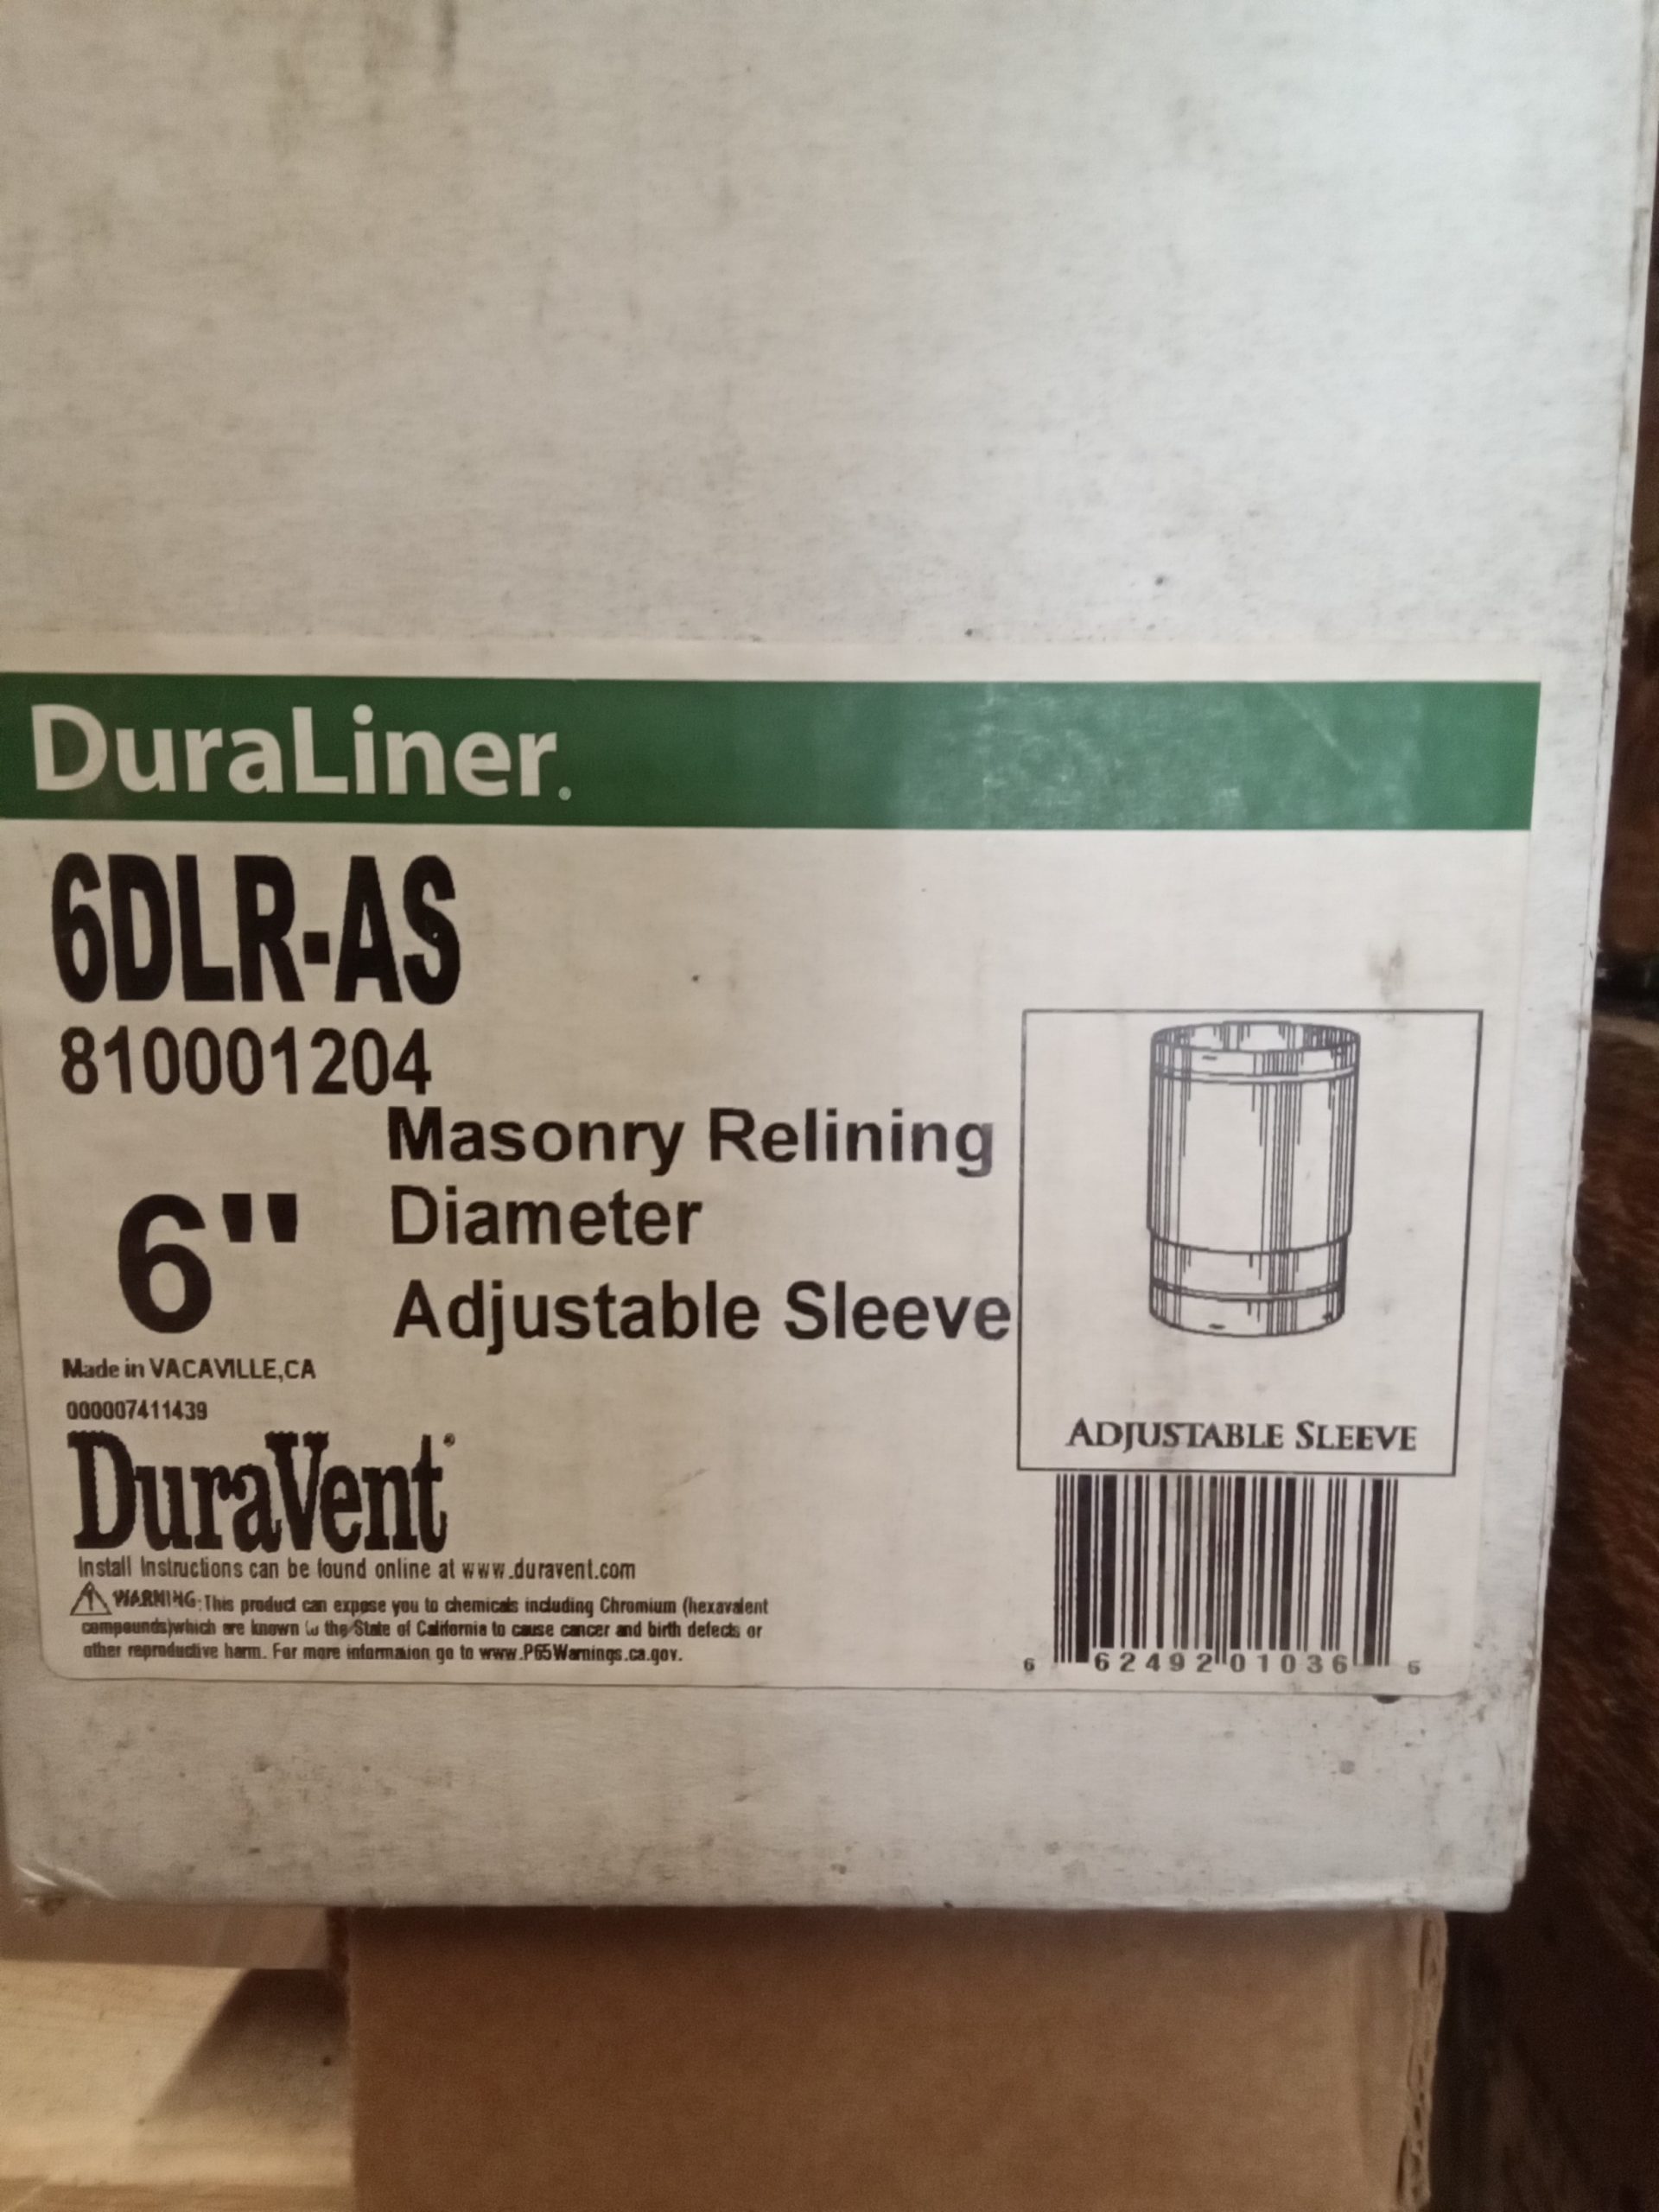 DuraLiner®
6DLR-AS
810001204
Masonry Relining
6" Diameter
Adjustable Sleeve
Made in VACAVILLE,CA
000007411439
DuraVent®
Install Instructions can be found online at www.duravent.com
⚠ WARNING: This product can expose you to chemicals including Chromium (hexavalent
compounds)which are known to the State of California to cause cancer and birth defects or
other reproductive harm. For more informaion go to www.P65Warnings.ca.gov.
ADJUSTABLE SLEEVE
6 62492 01036 5